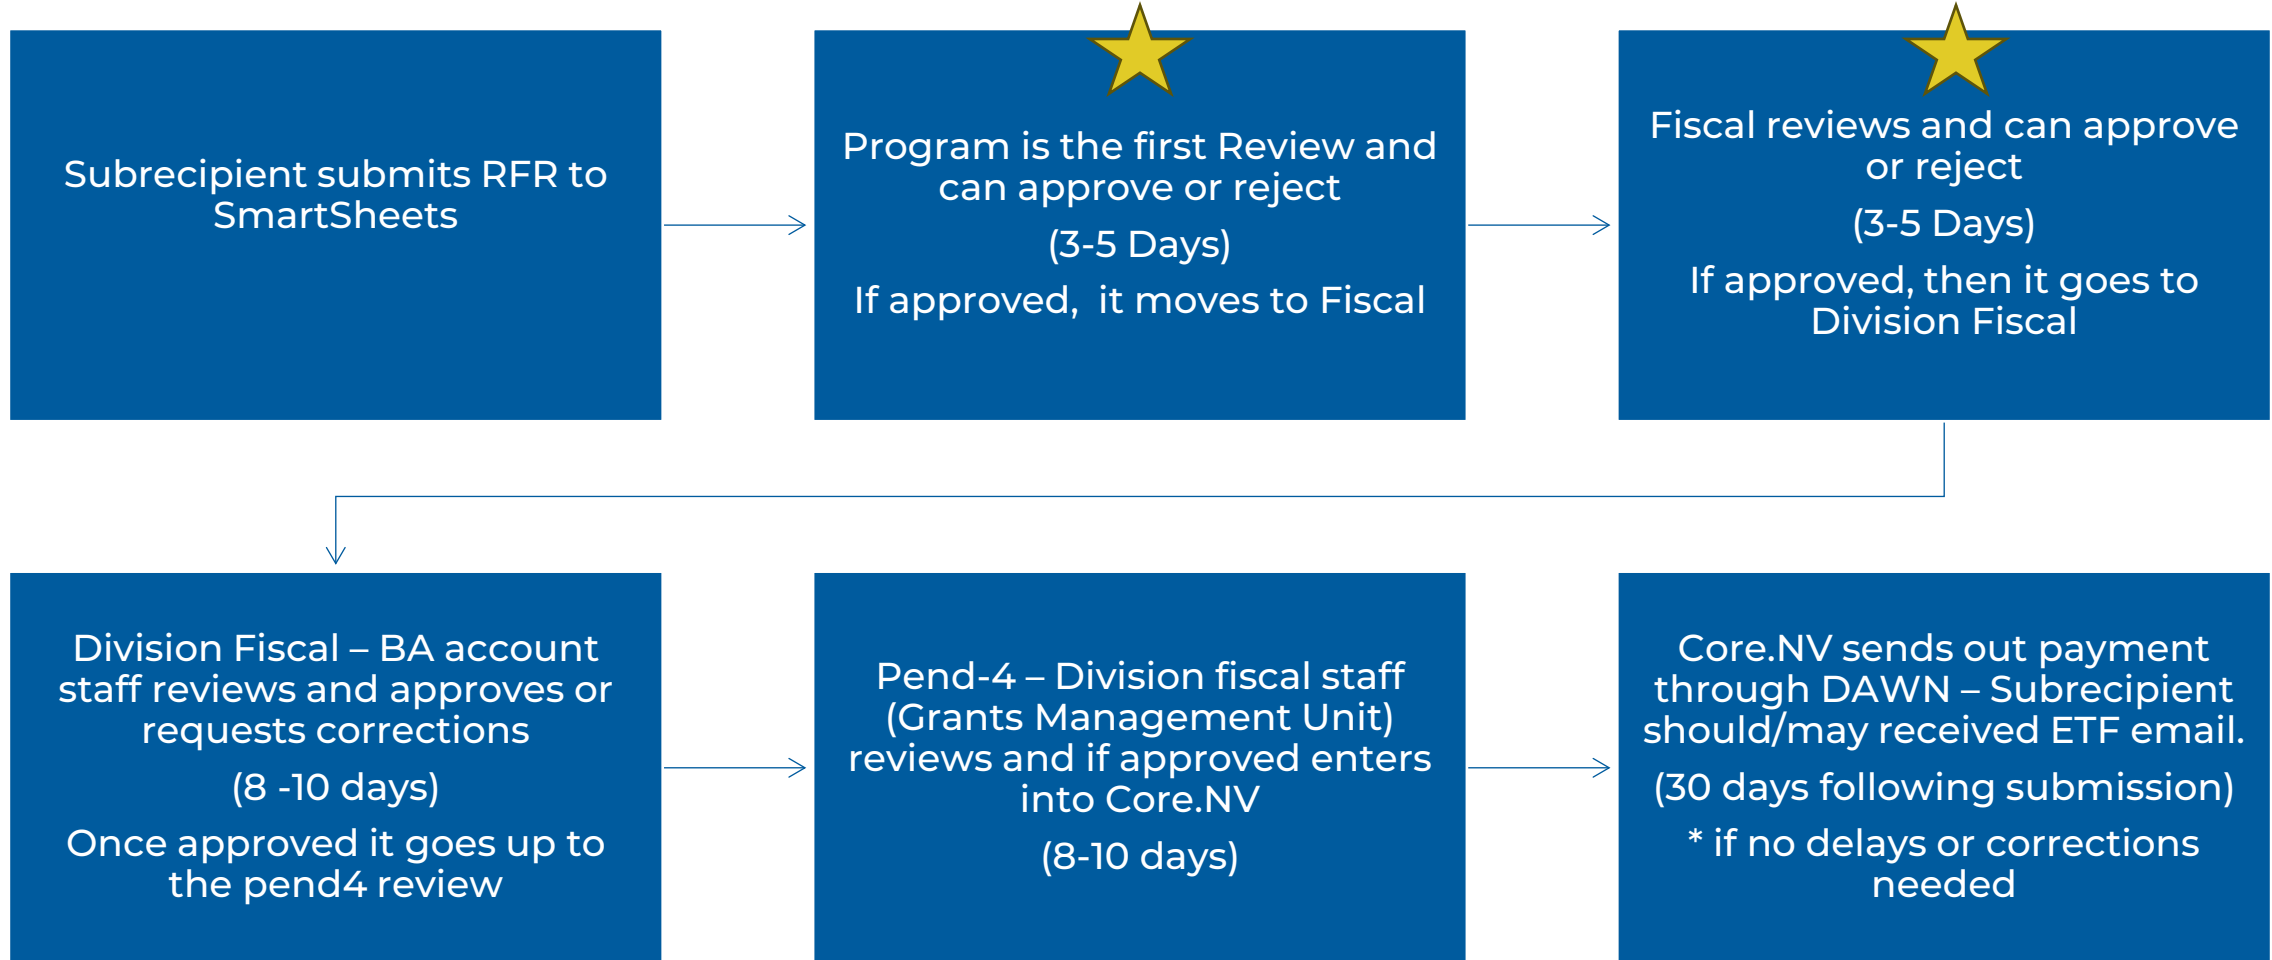 Subrecipient submits RFR to
SmartSheets
Program is the first Review and
can approve or reject
(3-5 Days)
If approved,  it moves to Fiscal
Fiscal reviews and can approve
or reject
(3-5 Days)
If approved, then it goes to
Division Fiscal
Division Fiscal – BA account
staff reviews and approves or
requests corrections
(8 -10 days)
Once approved it goes up to
the pend4 review
Pend-4 – Division fiscal staff
(Grants Management Unit)
reviews and if approved enters
into Core.NV
(8-10 days)
Core.NV sends out payment
through DAWN – Subrecipient
should/may received ETF email.
(30 days following submission)
* if no delays or corrections
needed